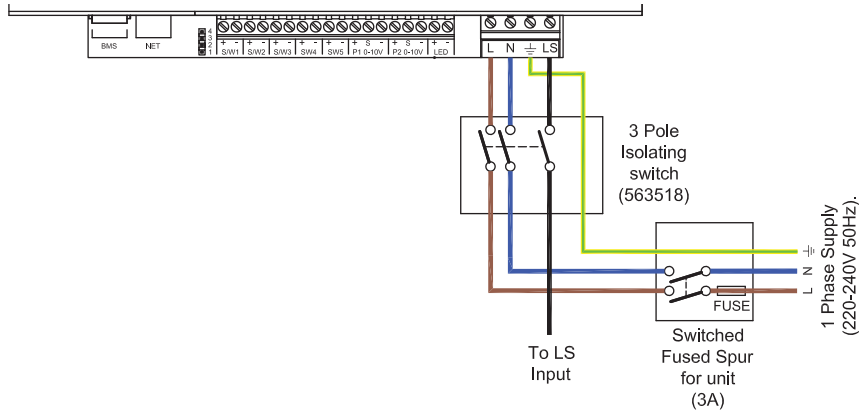 BMS
NET
4
3
2
1
+ - + - + - + - + - + S - + S - + -
S/W1 S/W2 S/W3 SW4 SW5 P1 0-10V P2 0-10V LED
L N LS
3 Pole
Isolating
switch
(563518)
N
L
1 Phase Supply
(220-240V 50Hz).
FUSE
Switched
Fused Spur
for unit
(3A)
To LS
Input